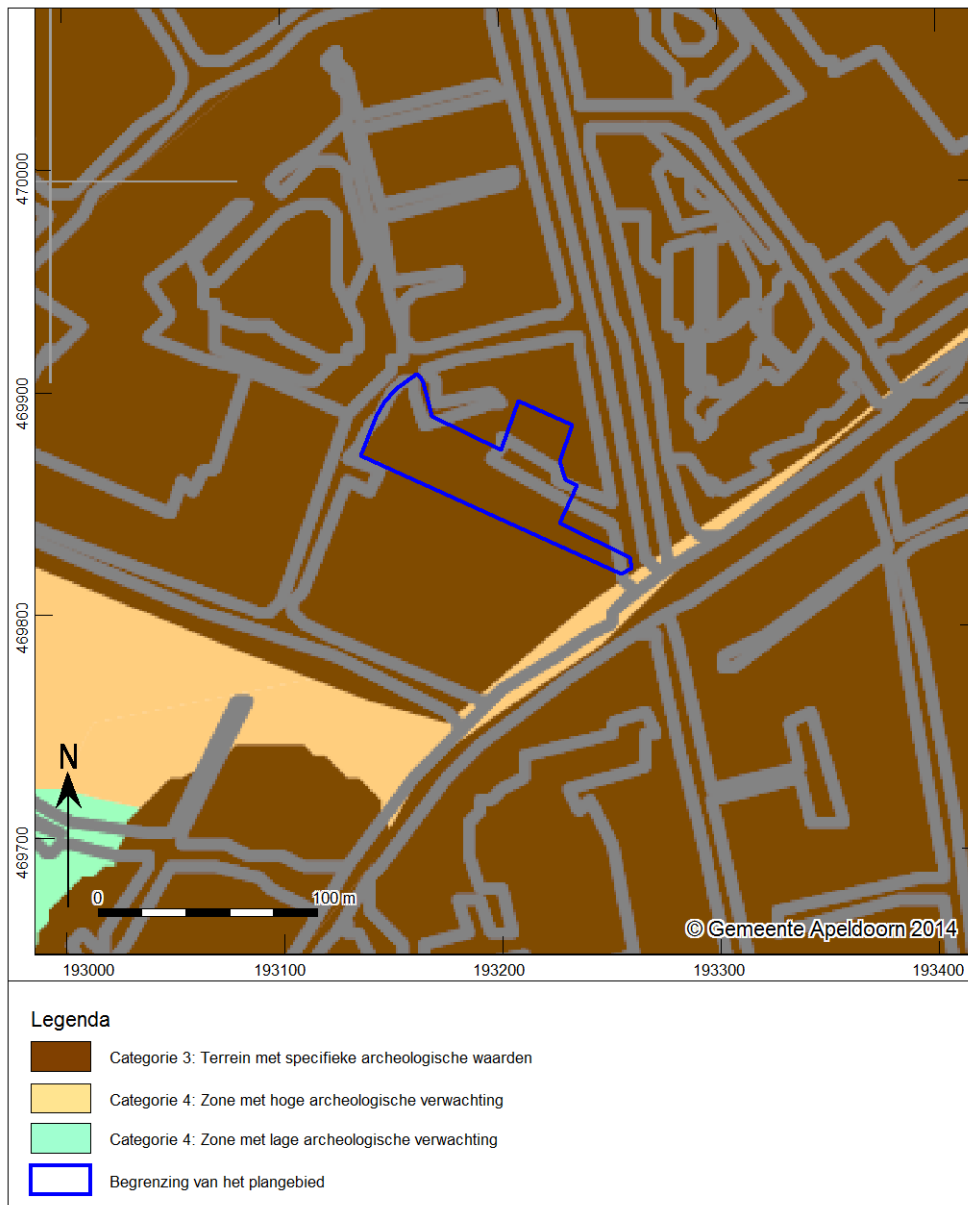 470000
469900
469800
469700
N
0 100 m
© Gemeente Apeldoorn 2014
193000 193100 193200 193300 193400
Legenda
Categorie 3: Terrein met specifieke archeologische waarden
Categorie 4: Zone met hoge archeologische verwachting
Categorie 4: Zone met lage archeologische verwachting
Begrenzing van het plangebied